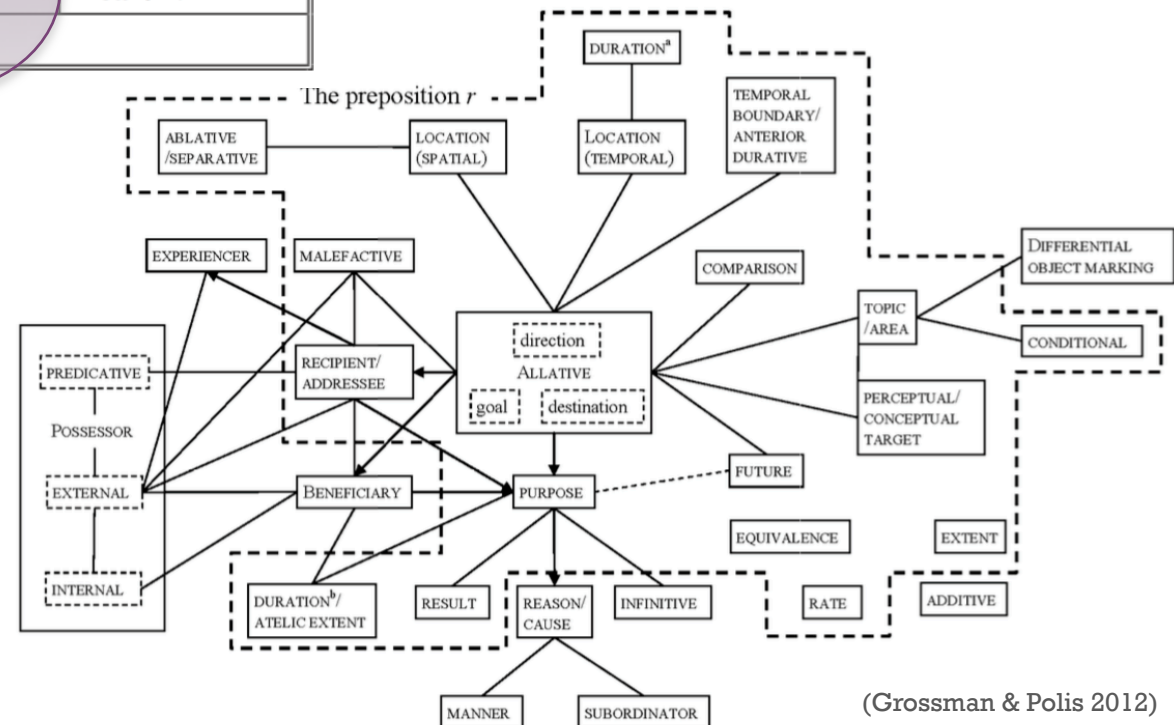 The preposition r
DURATIONᵃ
TEMPORAL
BOUNDARY/
ANTERIOR
DURATIVE
ABLATIVE
/SEPARATIVE
LOCATION
(SPATIAL)
LOCATION
(TEMPORAL)
EXPERIENCER
MALEFACTIVE
COMPARISON
DIFFERENTIAL
OBJECT MARKING
TOPIC
/AREA
CONDITIONAL
direction
ALLATIVE
goal
destination
PREDICATIVE
POSSESSOR
EXTERNAL
INTERNAL
RECIPIENT/
ADDRESSEE
PERCEPTUAL/
CONCEPTUAL
TARGET
FUTURE
BENEFICIARY
PURPOSE
EQUIVALENCE
EXTENT
DURATIONᵇ/
ATELIC EXTENT
RESULT
REASON/
CAUSE
INFINITIVE
RATE
ADDITIVE
MANNER
SUBORDINATOR
(Grossman & Polis 2012)